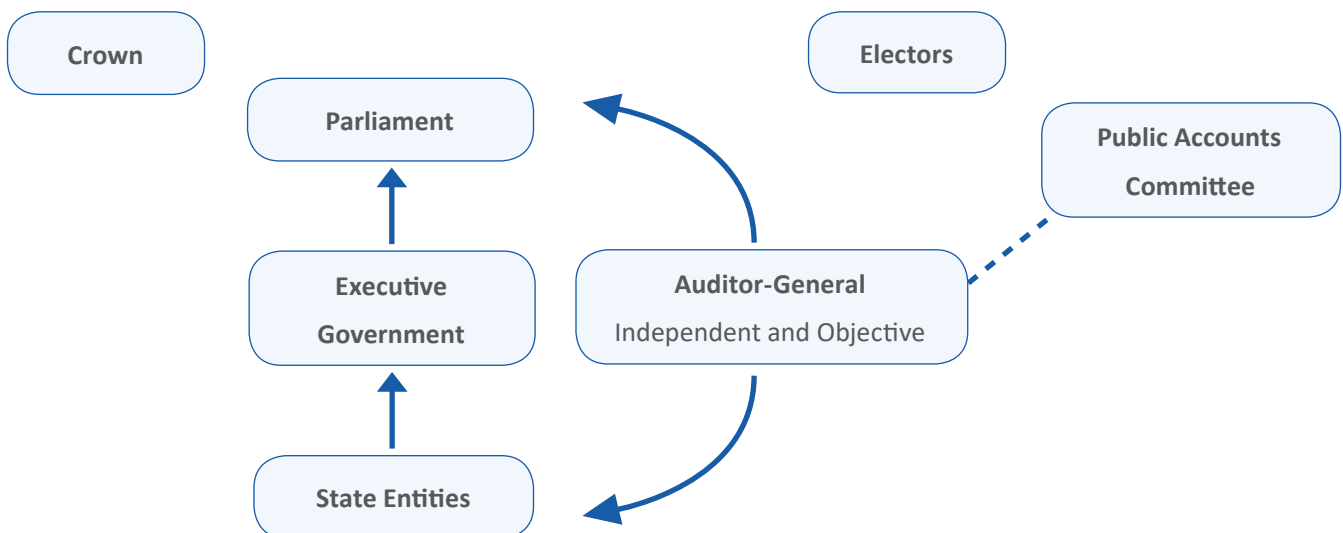 Crown
Electors
Parliament
Public Accounts
Committee
Executive
Government
Auditor-General
Independent and Objective
State Entities